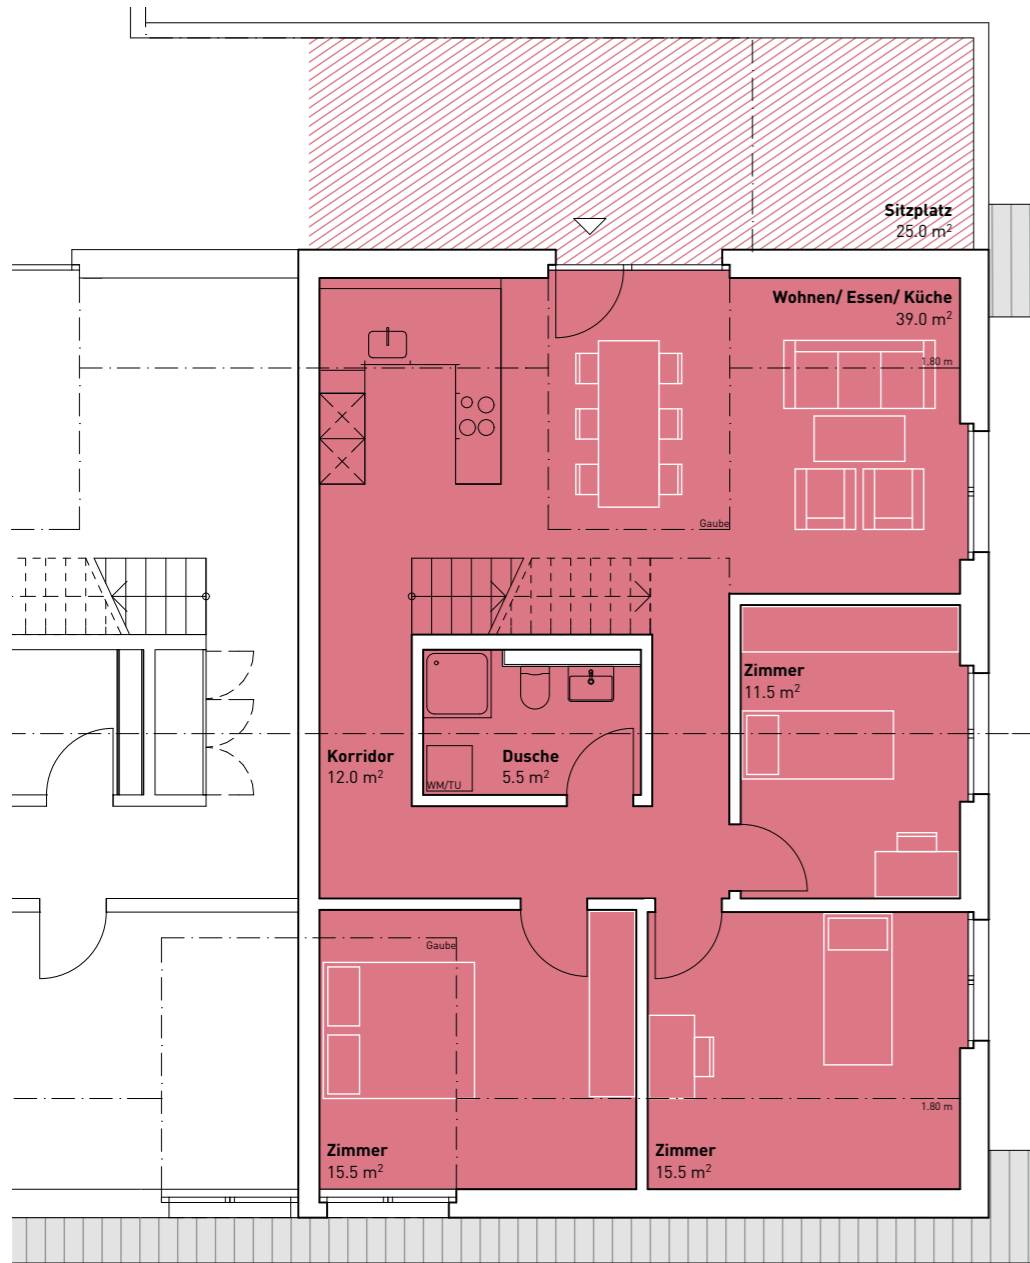 Sitzplatz
25.0 m²
Wohnen/ Essen/ Küche
39.0 m²
1.80 m
Gaube
Zimmer
11.5 m²
Korridor
12.0 m²
Dusche
5.5 m²
WM/TU
Gaube
1.80 m
Zimmer
15.5 m²
Zimmer
15.5 m²